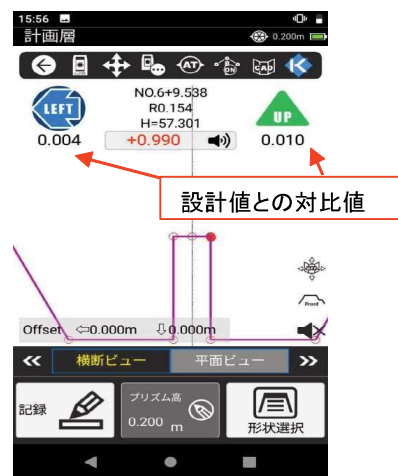 15:56
計画層
0.200m
AT
ON
CAD
LEFT
NO.6+9.538
R0.154
H=57.301
UP
0.004
+0.990
0.010
設計値との対比値
Front
Offset ⇦0.000m ⇩0.000m
<< 横断ビュー 平面ビュー >>
記録
プリズム高
0.200 m
形状選択